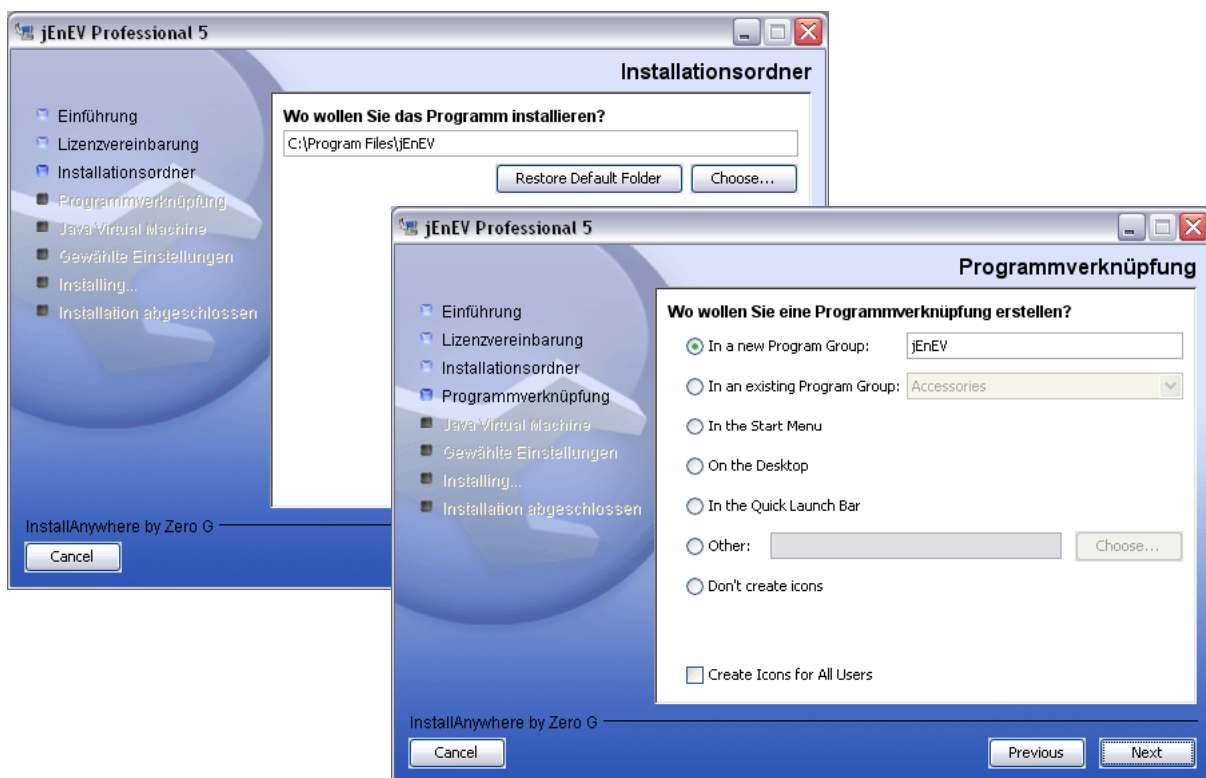 jEnEV Professional 5
Installationsordner
Einführung
Lizenzvereinbarung
Installationsordner
Programmverknüpfung
Java Virtual Machine
Gewählte Einstellungen
Installing...
Installation abgeschlossen
Wo wollen Sie das Programm installieren?
C:\Program Files\jEnEV
Restore Default Folder
Choose...
InstallAnywhere by Zero G
Cancel
jEnEV Professional 5
Programmverknüpfung
Einführung
Lizenzvereinbarung
Installationsordner
Programmverknüpfung
Java Virtual Machine
Gewählte Einstellungen
Installing...
Installation abgeschlossen
Wo wollen Sie eine Programmverknüpfung erstellen?
In a new Program Group: jEnEV
In an existing Program Group: Accessories
In the Start Menu
On the Desktop
In the Quick Launch Bar
Other: Choose...
Don't create icons
Create Icons for All Users
InstallAnywhere by Zero G
Cancel Previous Next